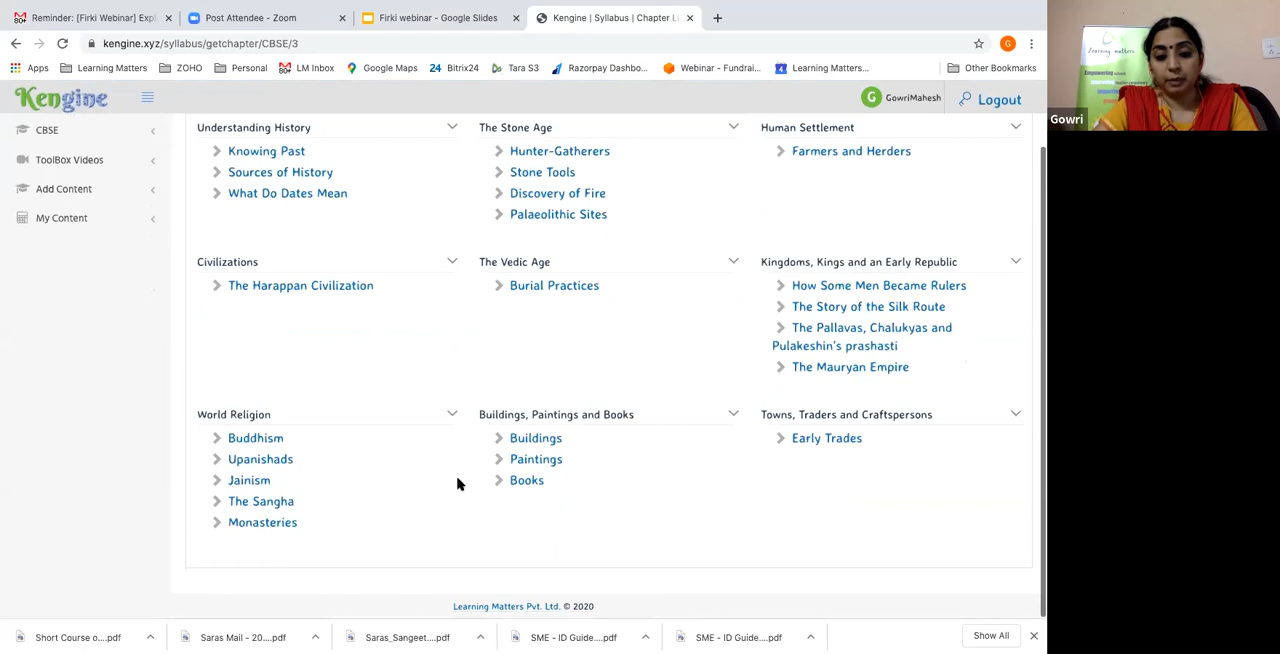 Reminder: [Firki Webinar] Expl
Post Attendee - Zoom
Firki webinar - Google Slides
Kengine | Syllabus | Chapter L
kengine.xyz/syllabus/getchapter/CBSE/3
G
Apps
Learning Matters
ZOHO
Personal
LM Inbox
Google Maps
24 Bitrix24
Tara S3
Razorpay Dashbo...
Webinar - Fundrai...
4 Learning Matters...
Other Bookmarks
Kengine
G GowriMahesh
Logout
CBSE
ToolBox Videos
Add Content
My Content
Understanding History
Knowing Past
Sources of History
What Do Dates Mean
The Stone Age
Hunter-Gatherers
Stone Tools
Discovery of Fire
Palaeolithic Sites
Human Settlement
Farmers and Herders
Civilizations
The Harappan Civilization
The Vedic Age
Burial Practices
Kingdoms, Kings and an Early Republic
How Some Men Became Rulers
The Story of the Silk Route
The Pallavas, Chalukyas and
Pulakeshin's prashasti
The Mauryan Empire
World Religion
Buddhism
Upanishads
Jainism
The Sangha
Monasteries
Buildings, Paintings and Books
Buildings
Paintings
Books
Towns, Traders and Craftspersons
Early Trades
Learning Matters Pvt. Ltd. © 2020
Short Course o....pdf
Saras Mail - 20....pdf
Saras_Sangeet....pdf
SME - ID Guide....pdf
SME - ID Guide....pdf
Show All
Learning matters
Empowering
Gowri